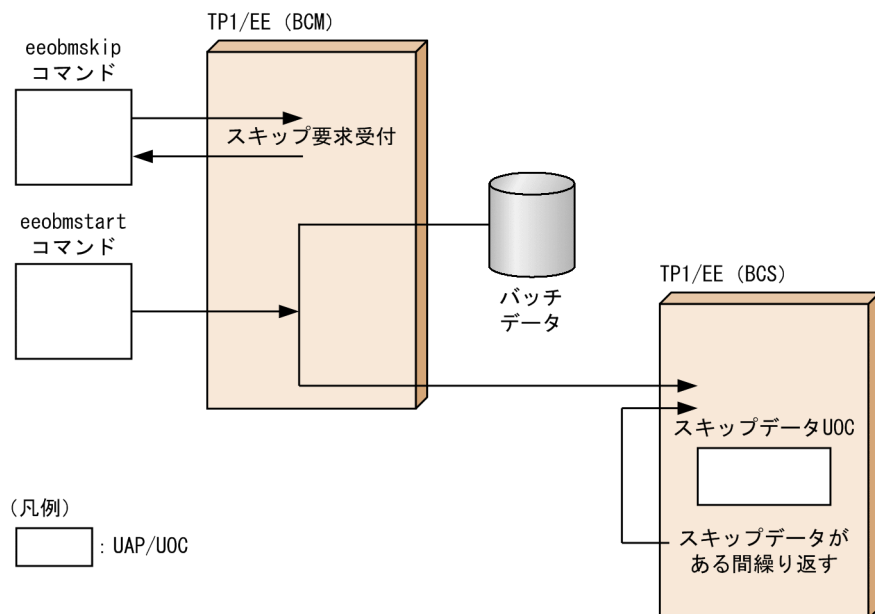 TP1/EE（BCM）
eeobmskip
コマンド
スキップ要求受付
eeobmstart
コマンド
バッチ
データ
TP1/EE（BCS）
スキップデータUOC
スキップデータが
ある間繰り返す
（凡例）
：UAP/UOC